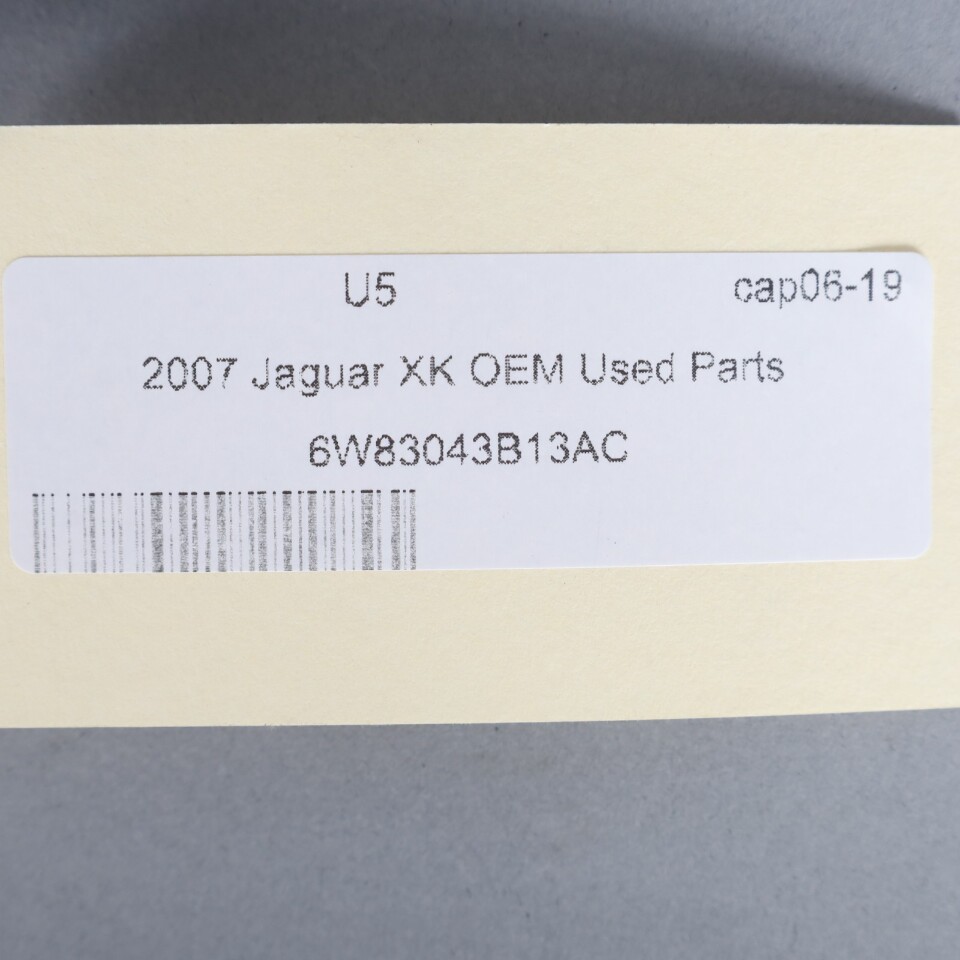 U5 cap06-19
2007 Jaguar XK OEM Used Parts
6W83043B13AC